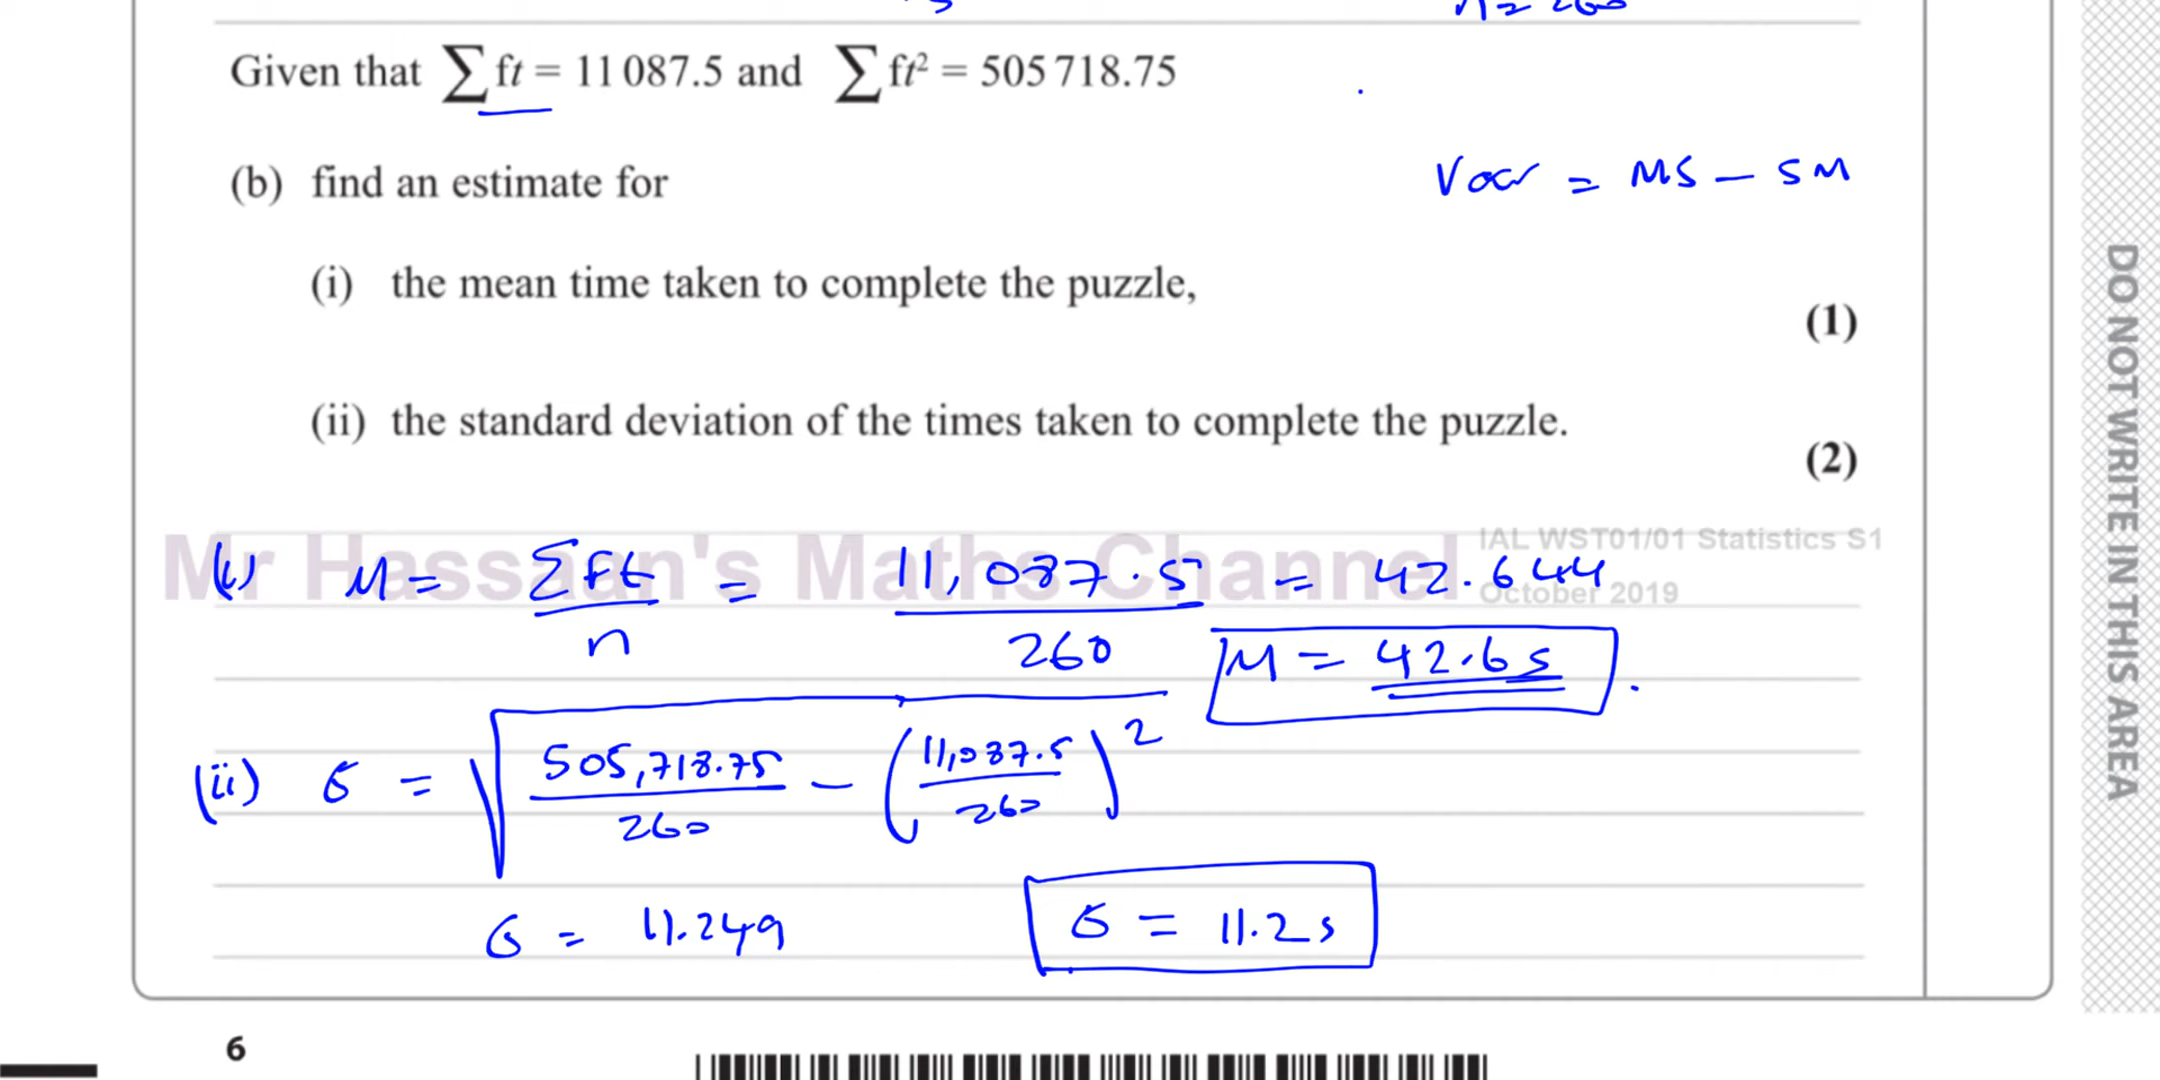 n = 260
Given that ∑ft = 11 087.5 and ∑ft² = 505 718.75
Var = MS - SM
(b) find an estimate for
(i) the mean time taken to complete the puzzle,
(1)
(ii) the standard deviation of the times taken to complete the puzzle.
(2)
Mr Hassaan's Maths Channel
IAL WST01/01 Statistics S1
October 2019
(i) M = ∑ft/n = 11,087.5/260 = 42.644
M = 42.6s
(ii) σ = √(505,718.75/260 - (11,087.5/260)²)
σ = 11.249
σ = 11.2s
6
DO NOT WRITE IN THIS AREA